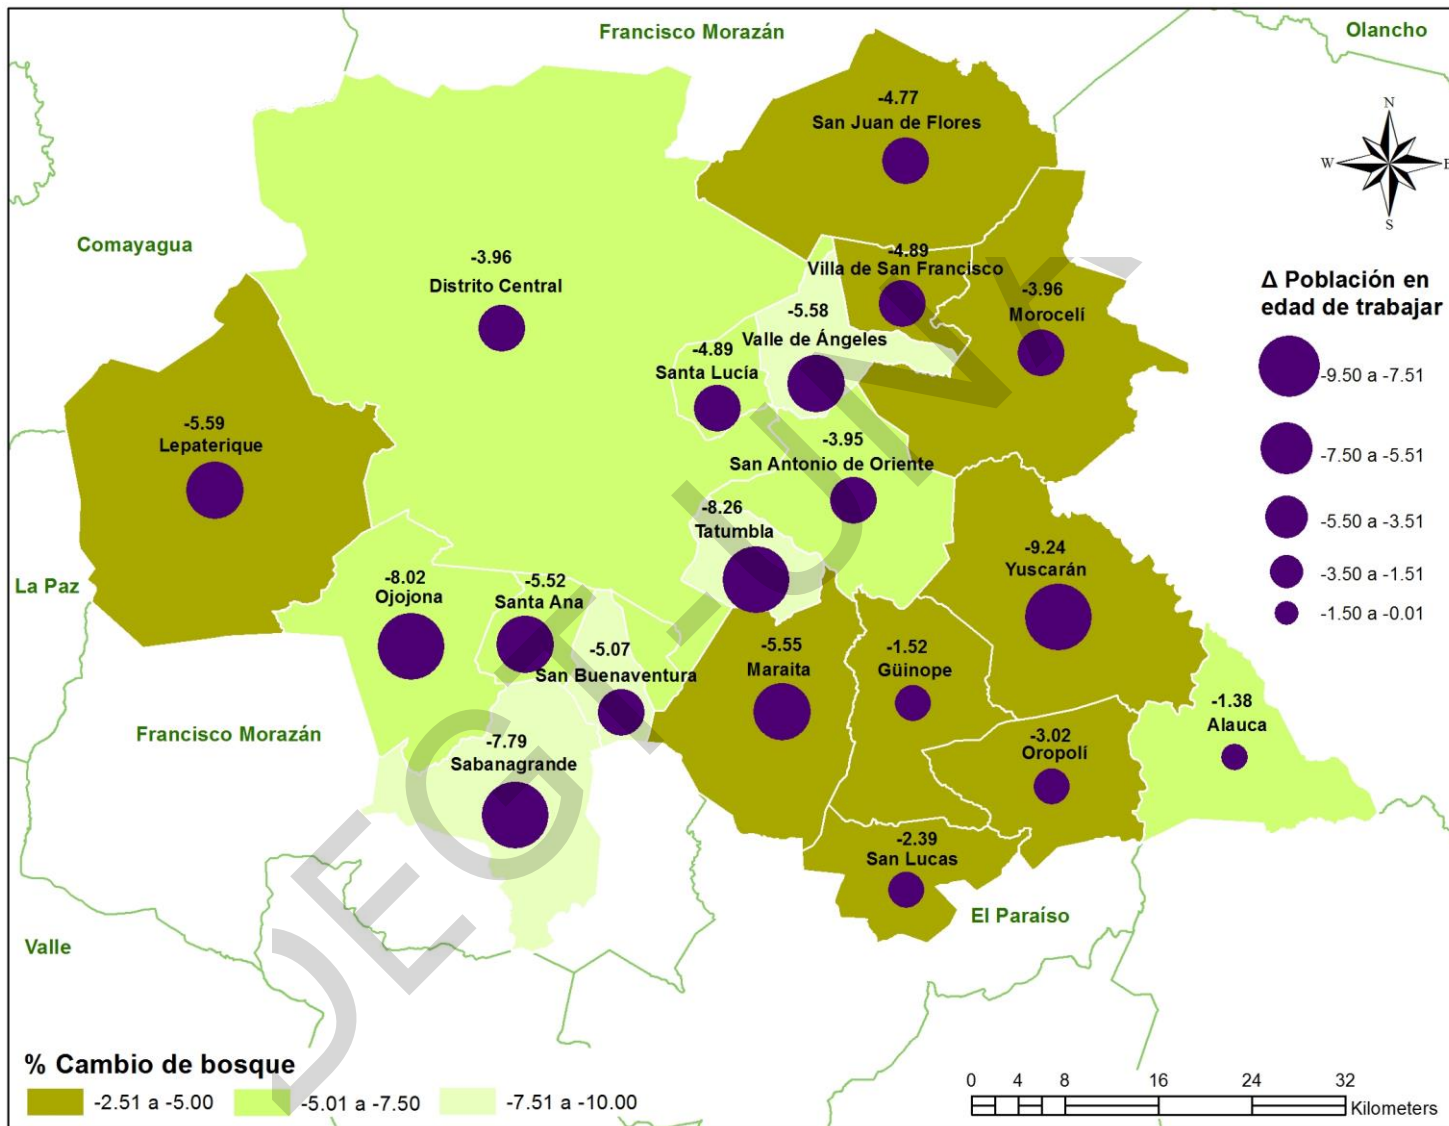 Francisco Morazán
Olancho
-4.77
San Juan de Flores
N
W
E
S
Comayagua
-3.96
Distrito Central
-4.89
Villa de San Francisco
-3.96
Morocelí
Δ Población en
edad de trabajar
-9.50 a -7.51
-7.50 a -5.51
-5.50 a -3.51
-3.50 a -1.51
-1.50 a -0.01
-5.58
Valle de Ángeles
-4.89
Santa Lucía
-5.59
Lepaterique
-3.95
San Antonio de Oriente
-8.26
Tatumbla
-9.24
Yuscarán
La Paz
-8.02
Ojojona
-5.52
Santa Ana
-5.07
San Buenaventura
-5.55
Maraita
-1.52
Güinope
-1.38
Alauca
-3.02
Oropolí
Francisco Morazán
-7.79
Sabanagrande
-2.39
San Lucas
El Paraíso
Valle
% Cambio de bosque
-2.51 a -5.00
-5.01 a -7.50
-7.51 a -10.00
0 4 8 16 24 32
Kilometers